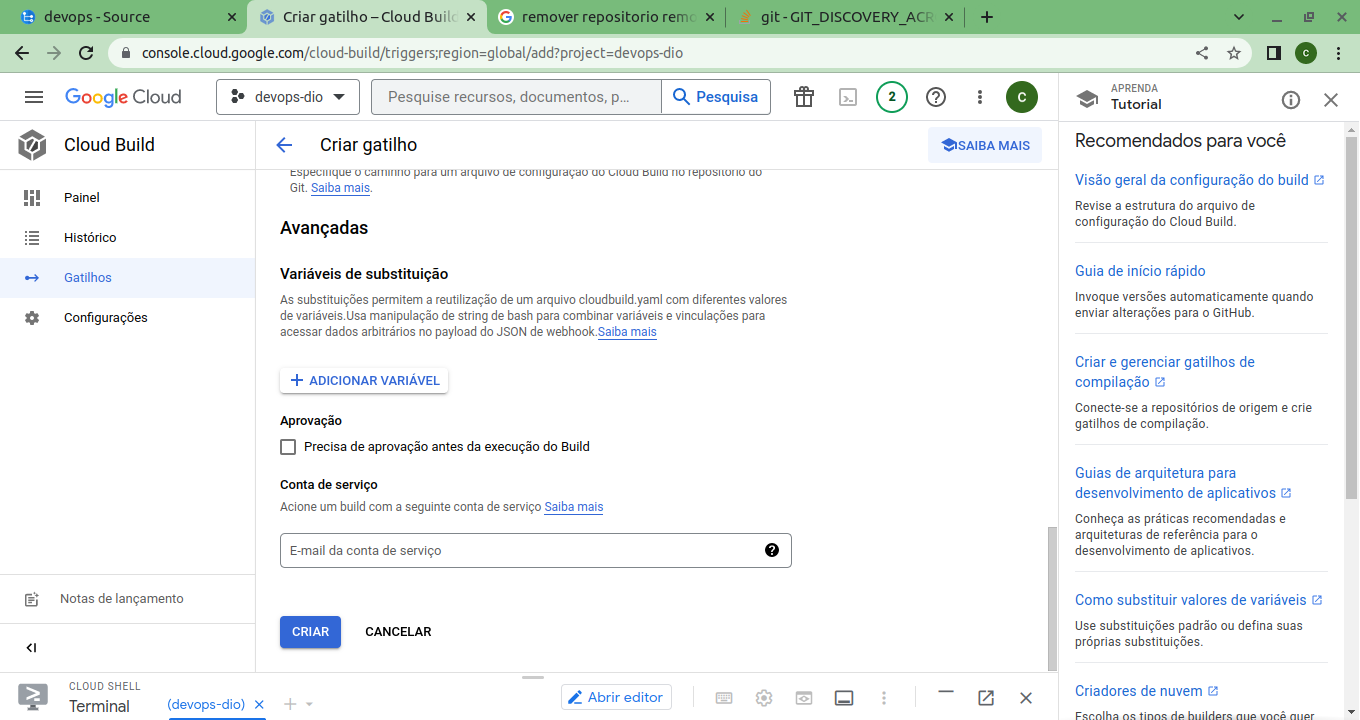 devops - Source
Criar gatilho – Cloud Build
remover repositorio remo
git - GIT_DISCOVERY_ACR
console.cloud.google.com/cloud-build/triggers;region=global/add?project=devops-dio
C
Google Cloud
devops-dio
Pesquise recursos, documentos, p…
Pesquisa
2
C
APRENDA
Tutorial
Cloud Build
Painel
Histórico
Gatilhos
Configurações
Notas de lançamento
Criar gatilho
SAIBA MAIS
Especifique o caminho para um arquivo de configuração do Cloud Build no repositório do
Git. Saiba mais.
Avançadas
Variáveis de substituição
As substituições permitem a reutilização de um arquivo cloudbuild.yaml com diferentes valores
de variáveis.Usa manipulação de string de bash para combinar variáveis e vinculações para
acessar dados arbitrários no payload do JSON de webhook.Saiba mais
ADICIONAR VARIÁVEL
Aprovação
Precisa de aprovação antes da execução do Build
Conta de serviço
Acione um build com a seguinte conta de serviço Saiba mais
E-mail da conta de serviço
CRIAR
CANCELAR
Recomendados para você
Visão geral da configuração do build
Revise a estrutura do arquivo de
configuração do Cloud Build.
Guia de início rápido
Invoque versões automaticamente quando
enviar alterações para o GitHub.
Criar e gerenciar gatilhos de
compilação
Conecte-se a repositórios de origem e crie
gatilhos de compilação.
Guias de arquitetura para
desenvolvimento de aplicativos
Conheça as práticas recomendadas e
arquiteturas de referência para o
desenvolvimento de aplicativos.
Como substituir valores de variáveis
Use substituições padrão ou defina suas
próprias substituições.
Criadores de nuvem
Escolha os tipos de builders que você quer
CLOUD SHELL
Terminal
(devops-dio)
Abrir editor